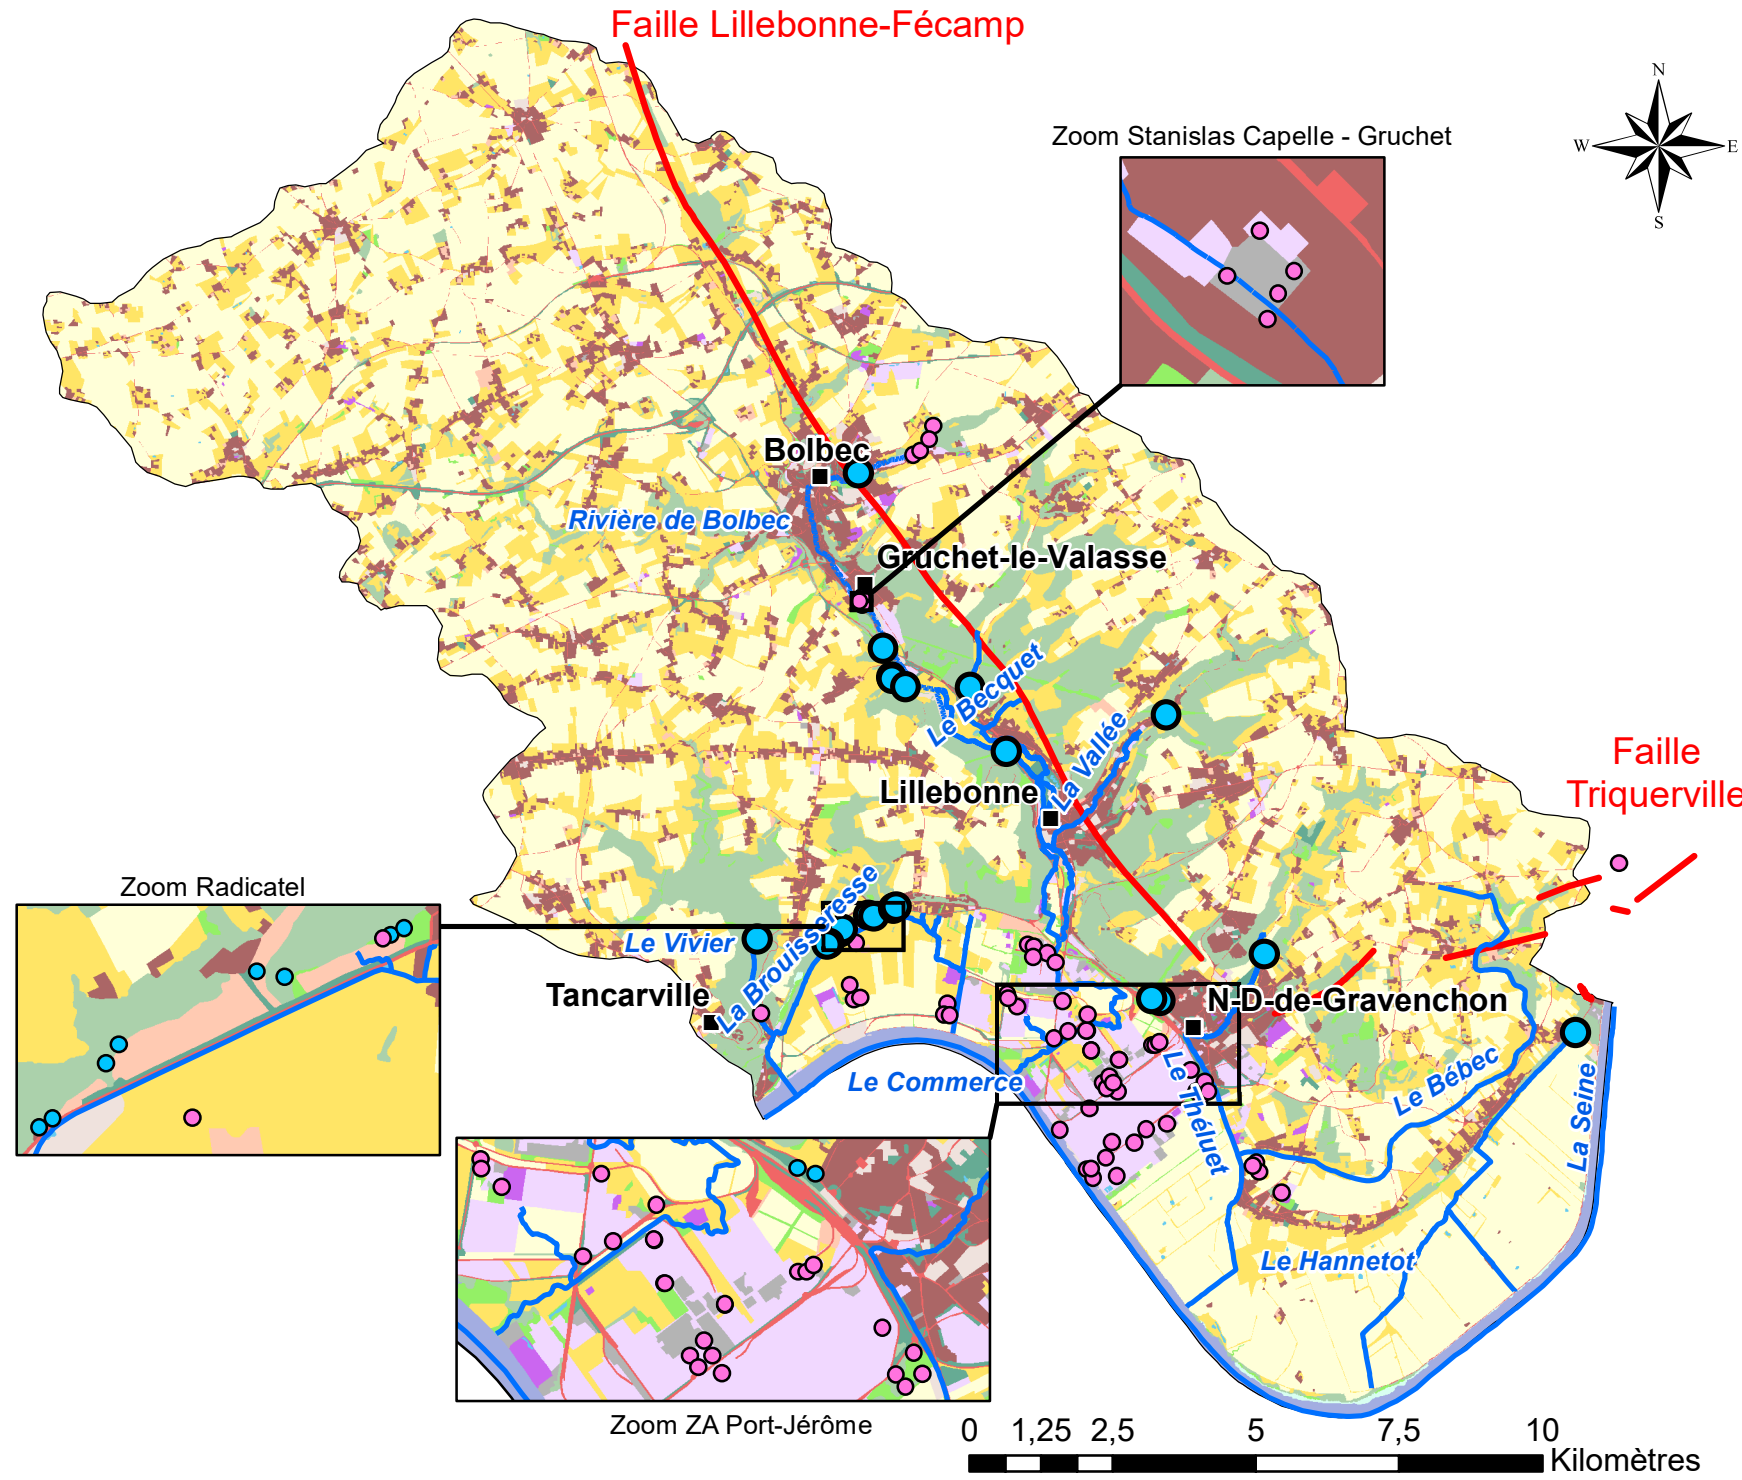 Faille Lillebonne-Fécamp
N
W
E
S
Zoom Stanislas Capelle - Gruchet
Bolbec
Rivière de Bolbec
Gruchet-le-Valasse
Le Becquet
La Vallée
Faille
Triquerville
Lillebonne
Zoom Radicatel
La Brouisseresse
Le Vivier
Tancarville
N-D-de-Gravenchon
Le Commerce
Le Théluet
Le Bébec
La Seine
Le Hannetot
Zoom ZA Port-Jérôme
0 1,25 2,5 5 7,5 10
Kilomètres